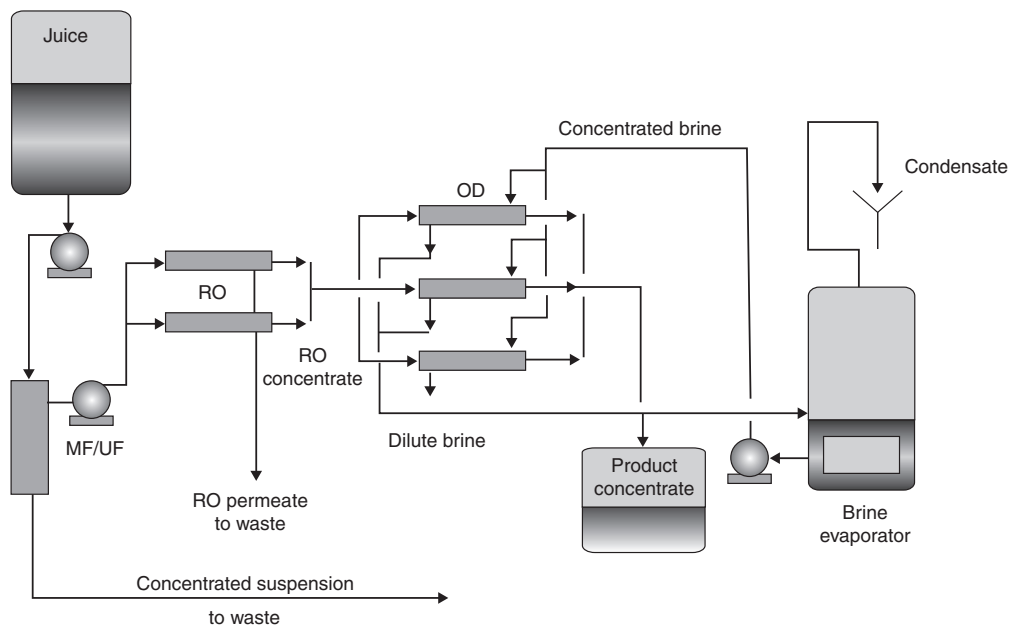 Juice
Concentrated brine
Condensate
OD
RO
RO
concentrate
MF/UF
Dilute brine
Product
concentrate
RO permeate
to waste
Brine
evaporator
Concentrated suspension
to waste